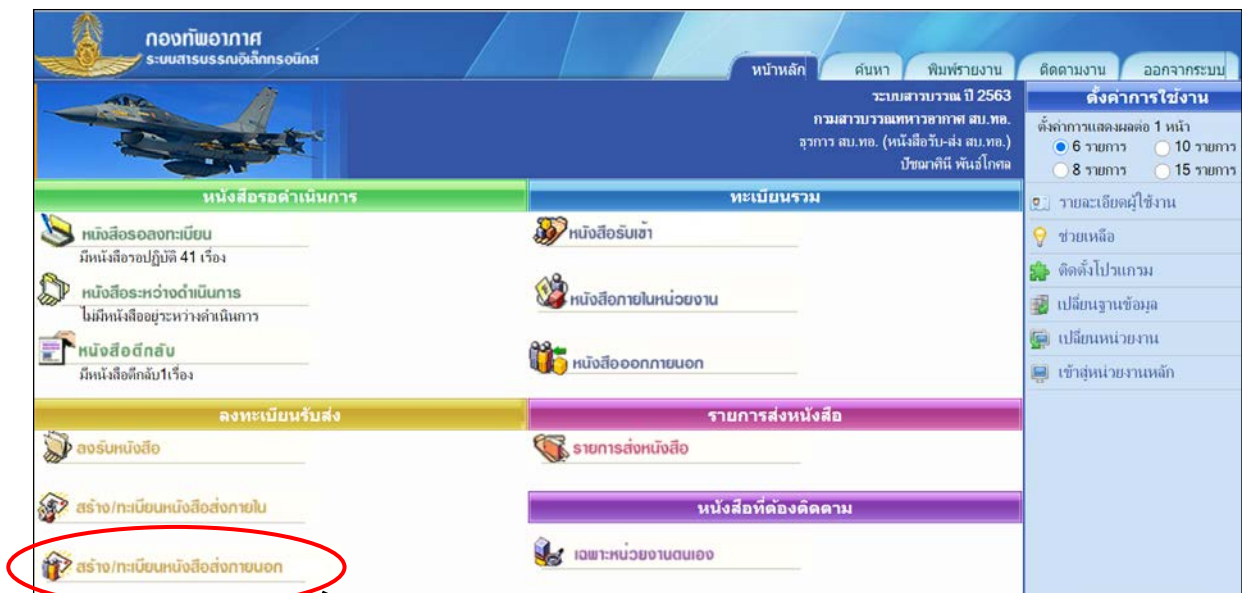 กองทัพอากาศ
ระบบสารบรรณอิเล็กทรอนิกส์
หน้าหลัก
ค้นหา
พิมพ์รายงาน
ติดตามงาน
ออกจากระบบ
ระบบสารบรรณ ปี 2563
กรมสารบรรณทหารอากาศ สบ.ทอ.
ธุรการ สบ.ทอ. (หนังสือรับ-ส่ง สบ.ทอ.)
พันธ์โกศล
ตั้งค่าการใช้งาน
ตั้งค่าการแสดงผลต่อ 1 หน้า
6 รายการ 10 รายการ
8 รายการ 15 รายการ
รายละเอียดผู้ใช้งาน
ช่วยเหลือ
ติดตั้งโปรแกรม
เปลี่ยนฐานข้อมูล
เปลี่ยนหน่วยงาน
เข้าสู่หน่วยงานหลัก
หนังสือรอดำเนินการ
หนังสือรอลงทะเบียน
มีหนังสือรอปฏิบัติ 41 เรื่อง
หนังสือระหว่างดำเนินการ
ไม่มีหนังสืออยู่ระหว่างดำเนินการ
หนังสือตีกลับ
มีหนังสือตีกลับ1เรื่อง
ทะเบียนรวม
หนังสือรับเข้า
หนังสือภายในหน่วยงาน
หนังสือออกภายนอก
ลงทะเบียนรับส่ง
ลงรับหนังสือ
สร้าง/ทะเบียนหนังสือส่งภายใน
สร้าง/ทะเบียนหนังสือส่งภายนอก
รายการส่งหนังสือ
รายการส่งหนังสือ
หนังสือที่ต้องติดตาม
เฉพาะหน่วยงานตนเอง